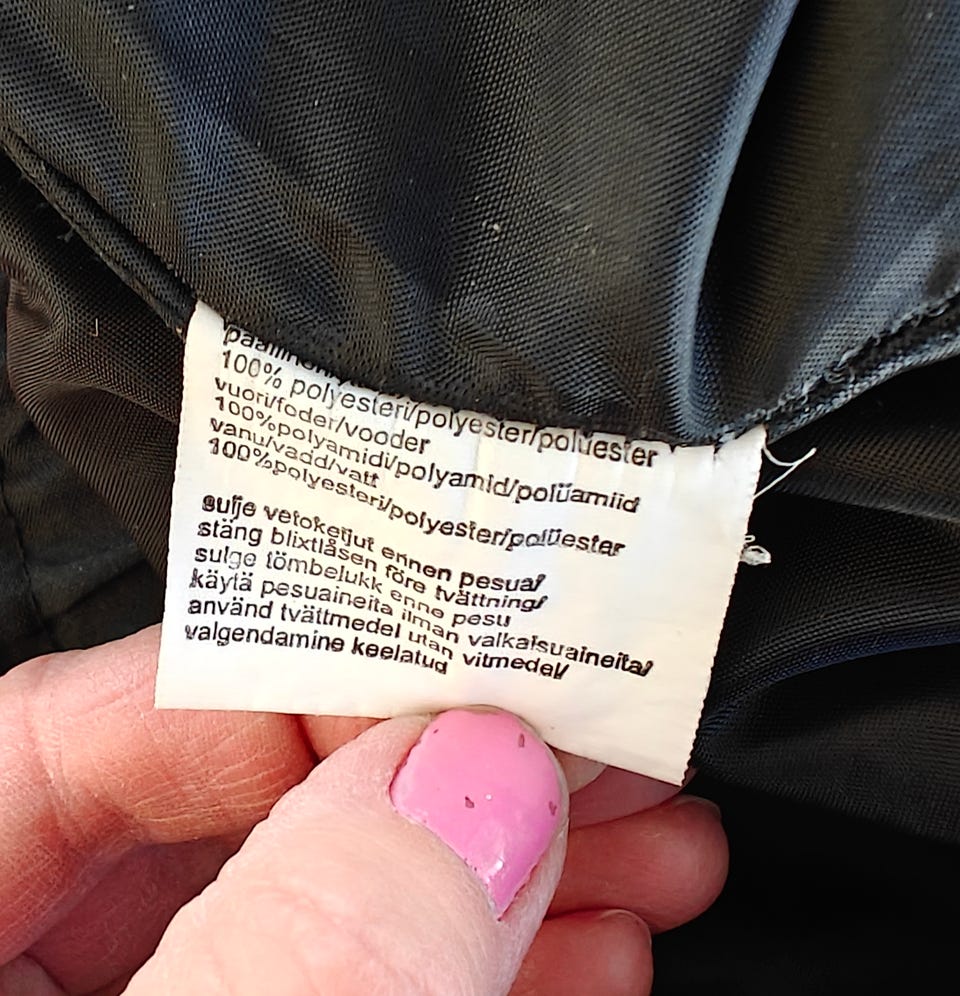 100% polyesteri/polyester/polüester
vuori/foder/vooder
100%polyamidi/polyamid/polüamiid
vanu/vadd/vatt
100%polyesteri/polyester/polüester
sulje vetoketjut ennen pesua/
stäng blixtlåsen före tvättning/
sulge tömbelukk enne pesu
käytä pesuaineita ilman valkaisuaineita/
använd tvättmedel utan vitmedel/
valgendamine keelatud